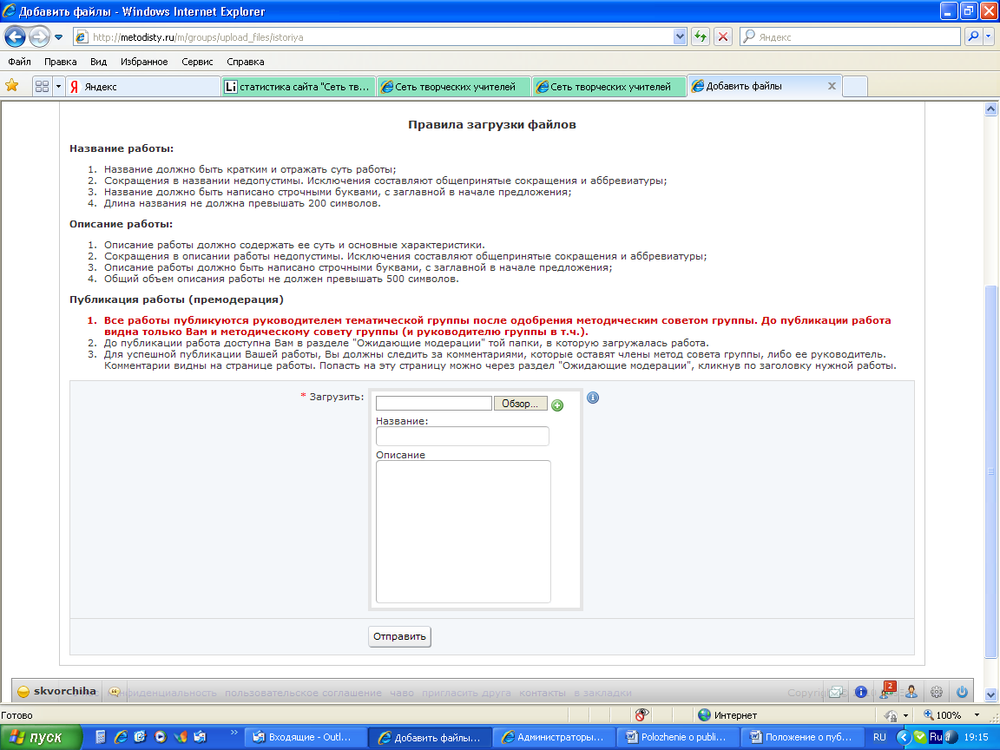 Добавить файлы - Windows Internet Explorer
http://metodisty.ru/m/groups/upload_files/istoriya
Яндекс
Файл Правка Вид Избранное Сервис Справка
Яндекс
статистика сайта "Сеть тв...
Сеть творческих учителей
Сеть творческих учителей
Добавить файлы
Правила загрузки файлов
Название работы:
1. Название должно быть кратким и отражать суть работы;
2. Сокращения в названии недопустимы. Исключения составляют общепринятые сокращения и аббревиатуры;
3. Название должно быть написано строчными буквами, с заглавной в начале предложения;
4. Длина названия не должна превышать 200 символов.
Описание работы:
1. Описание работы должно содержать ее суть и основные характеристики.
2. Сокращения в описании работы недопустимы. Исключения составляют общепринятые сокращения и аббревиатуры;
3. Описание работы должно быть написано строчными буквами, с заглавной в начале предложения;
4. Общий объем описания работы не должен превышать 500 символов.
Публикация работы (премодерация)
1. Все работы публикуются руководителем тематической группы после одобрения методическим советом группы. До публикации работа
видна только Вам и методическому совету группы (и руководителю группы в т.ч.).
2. До публикации работа доступна Вам в разделе "Ожидающие модерации" той папки, в которую загружалась работа.
3. Для успешной публикации Вашей работы, Вы должны следить за комментариями, которые оставят члены метод совета группы, либо ее руководитель.
Комментарии видны на странице работы. Попасть на эту страницу можно через раздел "Ожидающие модерации", кликнув по заголовку нужной работы.
* Загрузить:
Обзор...
Название:
Описание
Отправить
skvorchiha
пользовательское соглашение чаво пригласить друга контакты в закладки
2
Готово
Интернет
100%
пуск
Входящие - Outl...
Добавить файлы...
Администраторы...
Polozhenie o publi...
Положение о пуб...
RU
Ru
19:15